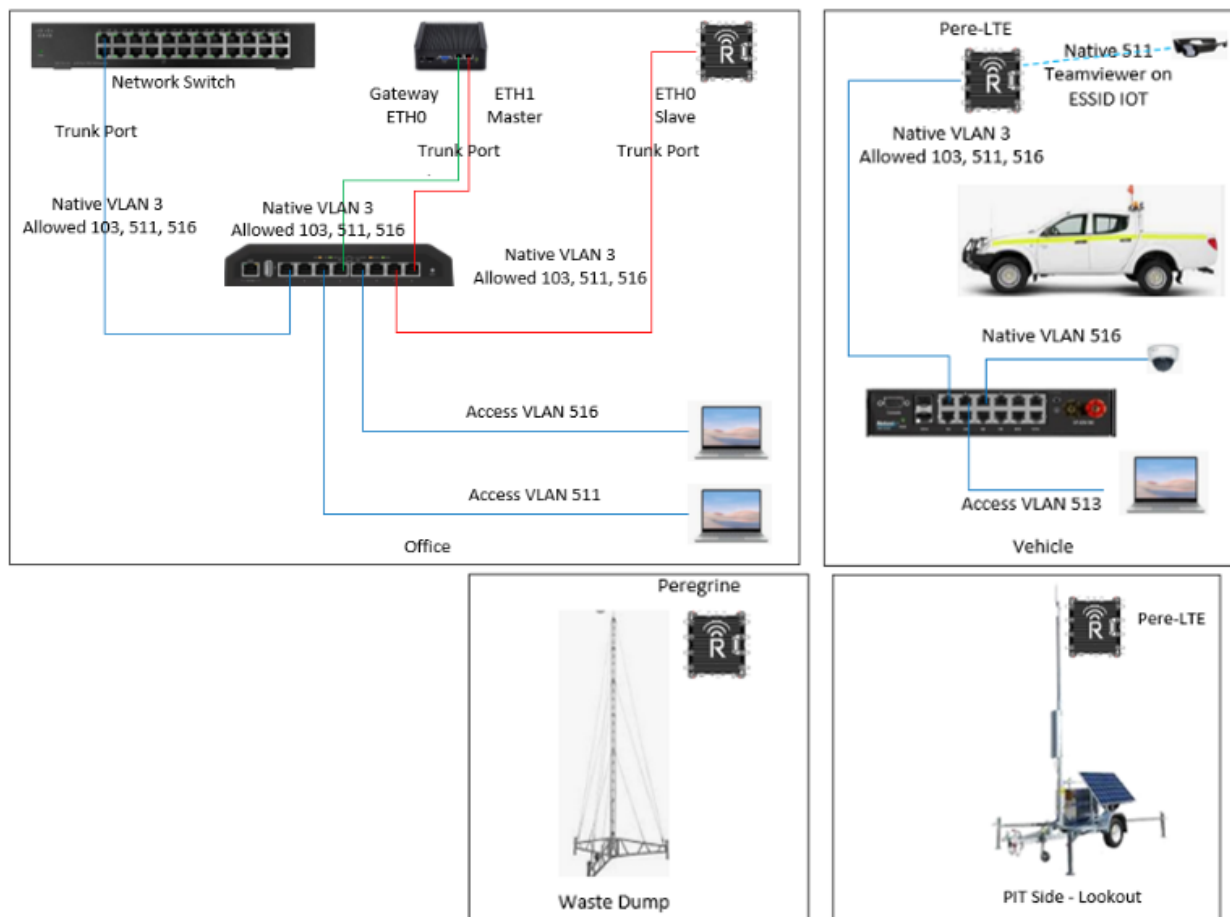 Network Switch
Trunk Port
Native VLAN 3
Allowed 103, 511, 516
Gateway
ETH0
ETH1
Master
Trunk Port
Native VLAN 3
Allowed 103, 511, 516
R
ETH0
Slave
Trunk Port
Native VLAN 3
Allowed 103, 511, 516
Access VLAN 516
Access VLAN 511
Office
Pere-LTE
R
Native 511
Teamviewer on
ESSID IOT
Native VLAN 3
Allowed 103, 511, 516
Native VLAN 516
Access VLAN 513
Vehicle
Peregrine
R
Waste Dump
Pere-LTE
R
PIT Side - Lookout